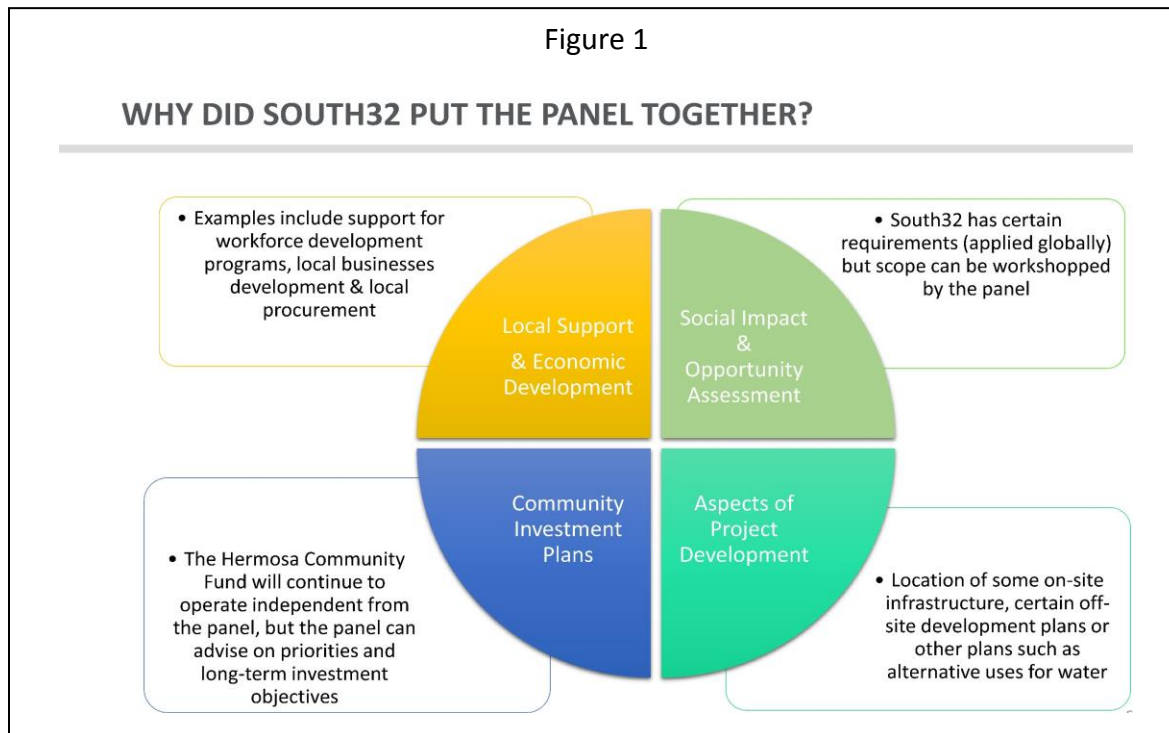 Figure 1
WHY DID SOUTH32 PUT THE PANEL TOGETHER?
• Examples include support for
workforce development
programs, local businesses
development & local
procurement
Local Support
& Economic
Development
Social Impact
&
Opportunity
Assessment
• South32 has certain
requirements (applied globally)
but scope can be workshopped
by the panel
• The Hermosa Community
Fund will continue to
operate independent from
the panel, but the panel can
advise on priorities and
long-term investment
objectives
Community
Investment
Plans
Aspects of
Project
Development
• Location of some on-site
infrastructure, certain off-
site development plans or
other plans such as
alternative uses for water